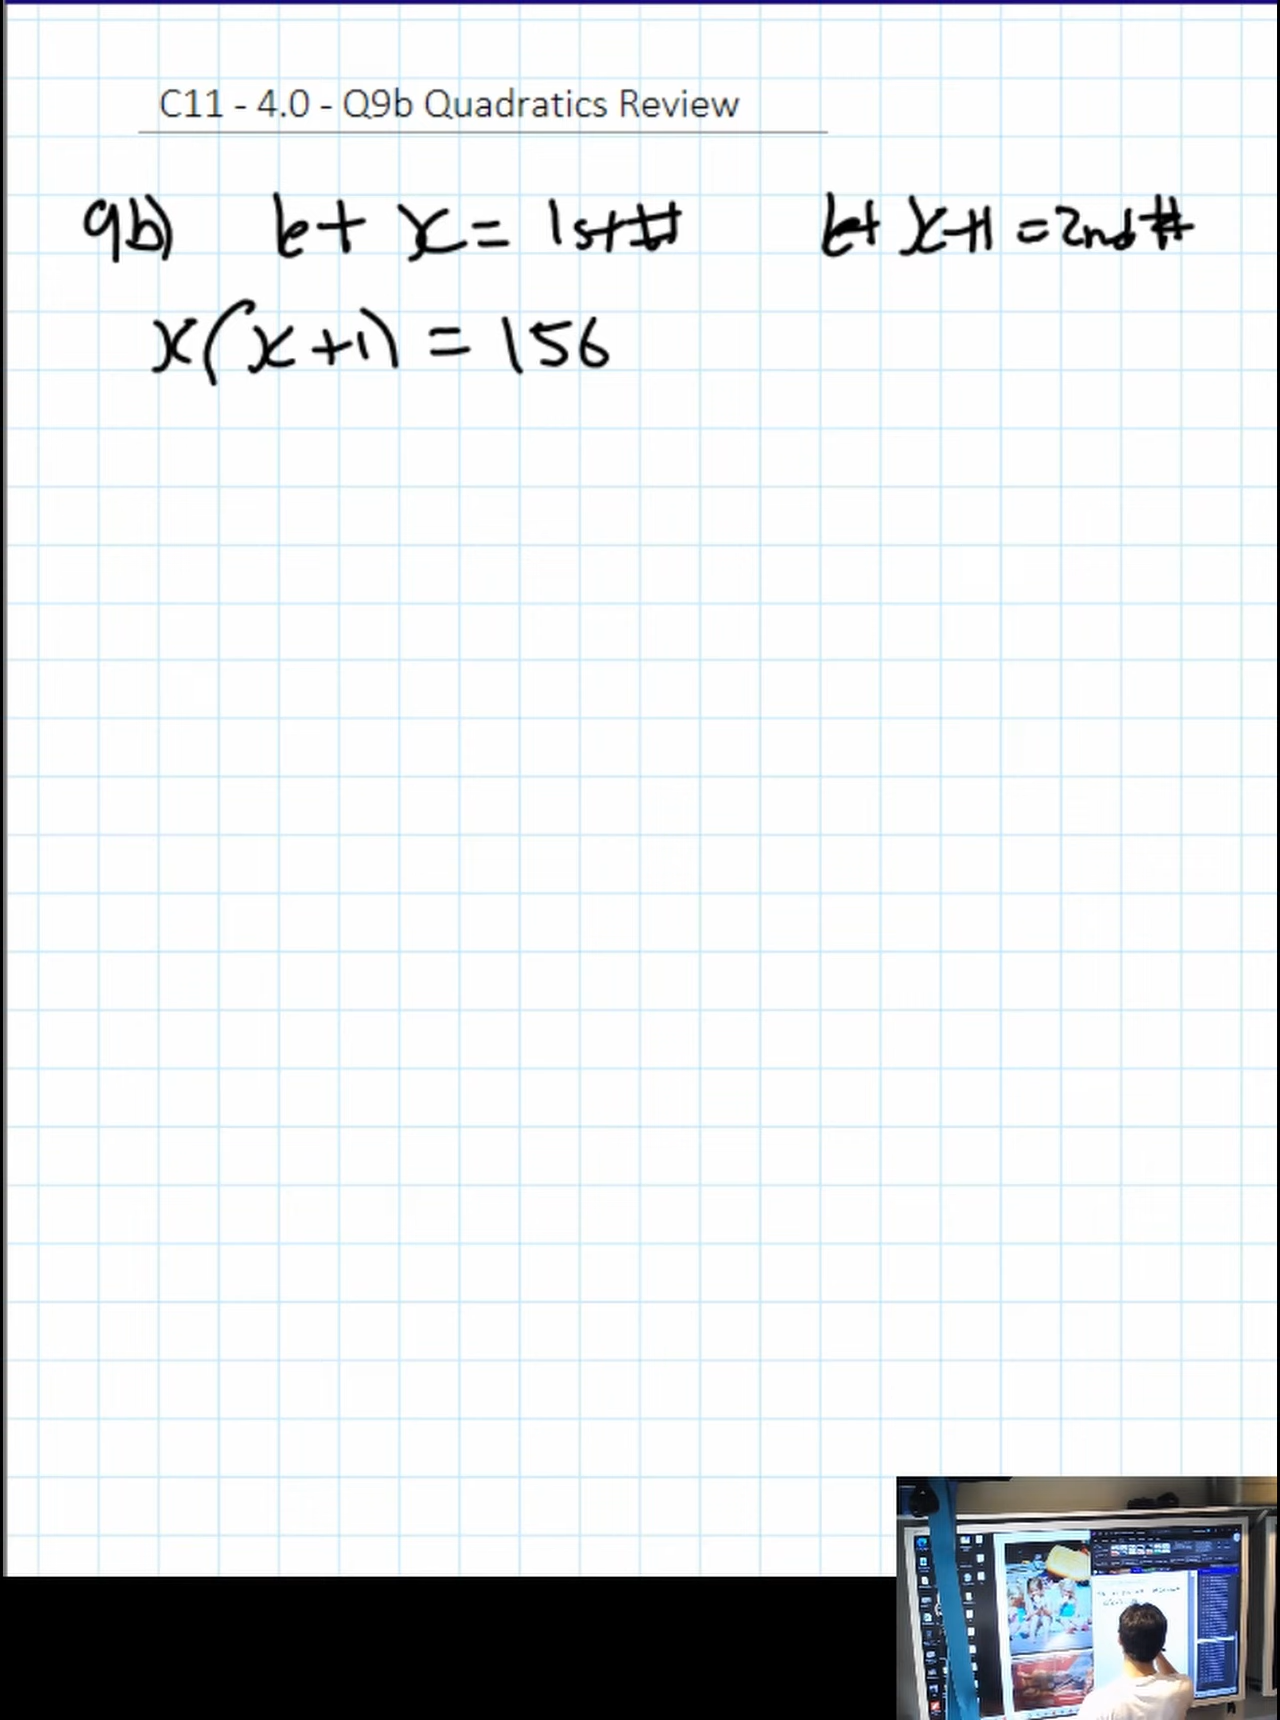 C11 - 4.0 - Q9b Quadratics Review
9b) let x = 1st # let x+1 = 2nd #
x(x+1) = 156